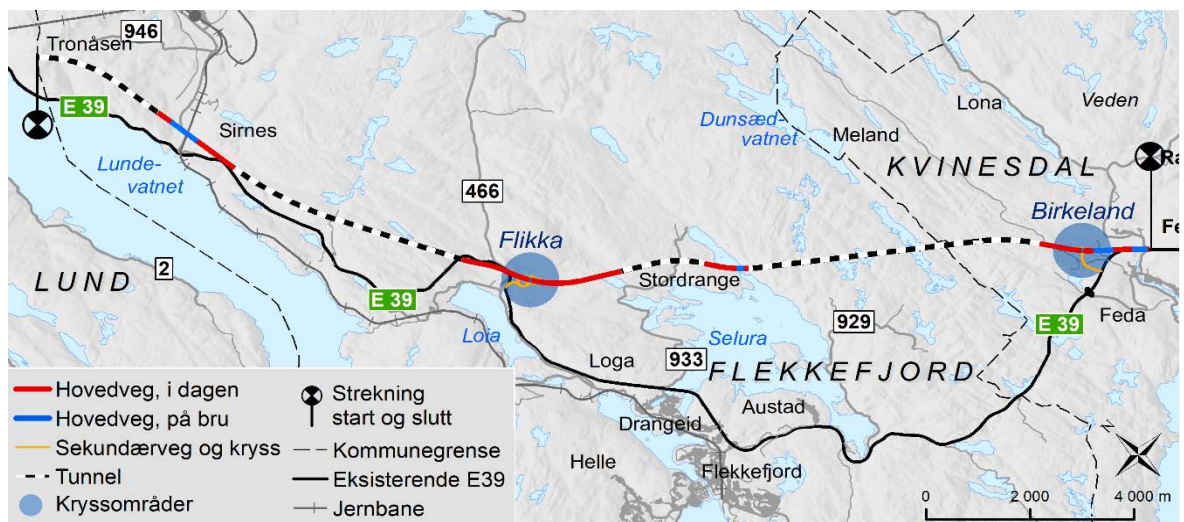 946
Tronåsen
E 39
Sirnes
Lunde-
vatnet
LUND
2
466
Flikka
E 39
Loia
Loga
Stordrange
Selura
933
929
FLEKKEFJORD
Drangeid
Austad
Helle
Flekkefjord
Dunsæd-
vatnet
Meland
Lona
Veden
KVINESDAL
Birkeland
Ra
Fe
E 39
Feda
N
Hovedveg, i dagen
Hovedveg, på bru
Sekundærveg og kryss
Tunnel
Kryssområder
Strekning
start og slutt
Kommunegrense
Eksisterende E39
Jernbane
0 2 000 4 000 m